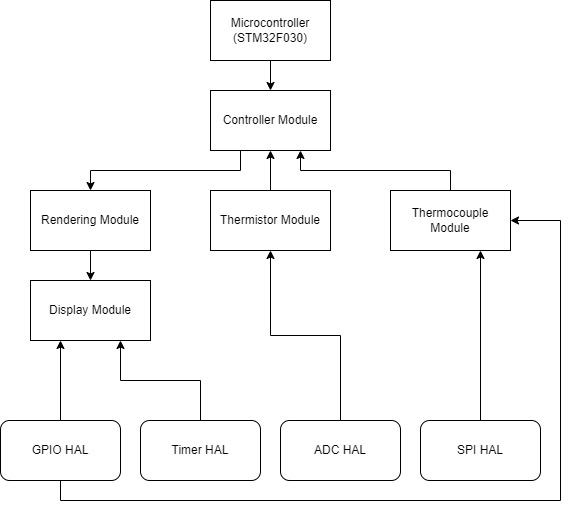 Microcontroller
(STM32F030)
Controller Module
Rendering Module
Thermistor Module
Thermocouple
Module
Display Module
GPIO HAL
Timer HAL
ADC HAL
SPI HAL